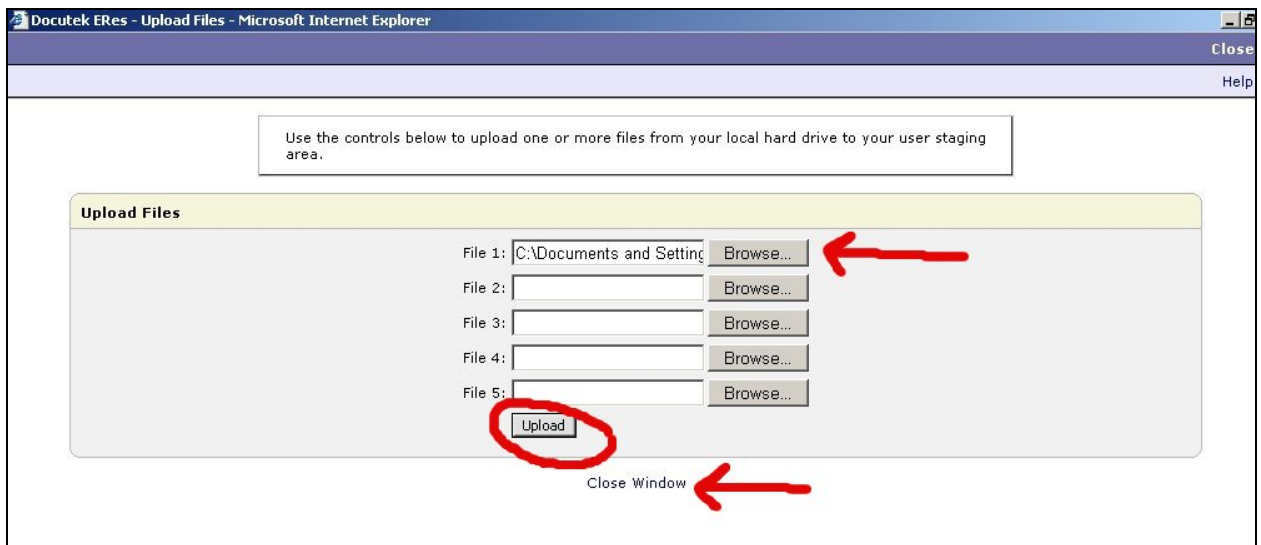 Docutek ERes - Upload Files - Microsoft Internet Explorer
Close
Help
Use the controls below to upload one or more files from your local hard drive to your user staging
area.
Upload Files
File 1: C:\Documents and Setting Browse...
File 2: Browse...
File 3: Browse...
File 4: Browse...
File 5: Browse...
Upload
Close Window